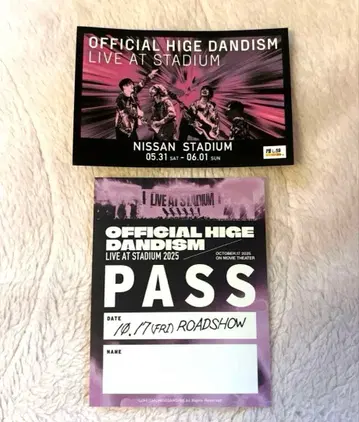 OFFICIAL HIGE DANDISM
LIVE AT STADIUM
NISSAN STADIUM
05.31 SAT - 06.01 SUN
LIVE AT STADIUM
OFFICIAL HIGE
DANDISM
LIVE AT STADIUM 2025
OCTOBER.17 2025
ON MOVIE THEATER
PASS
DATE
10.17(FRI) ROADSHOW
NAME